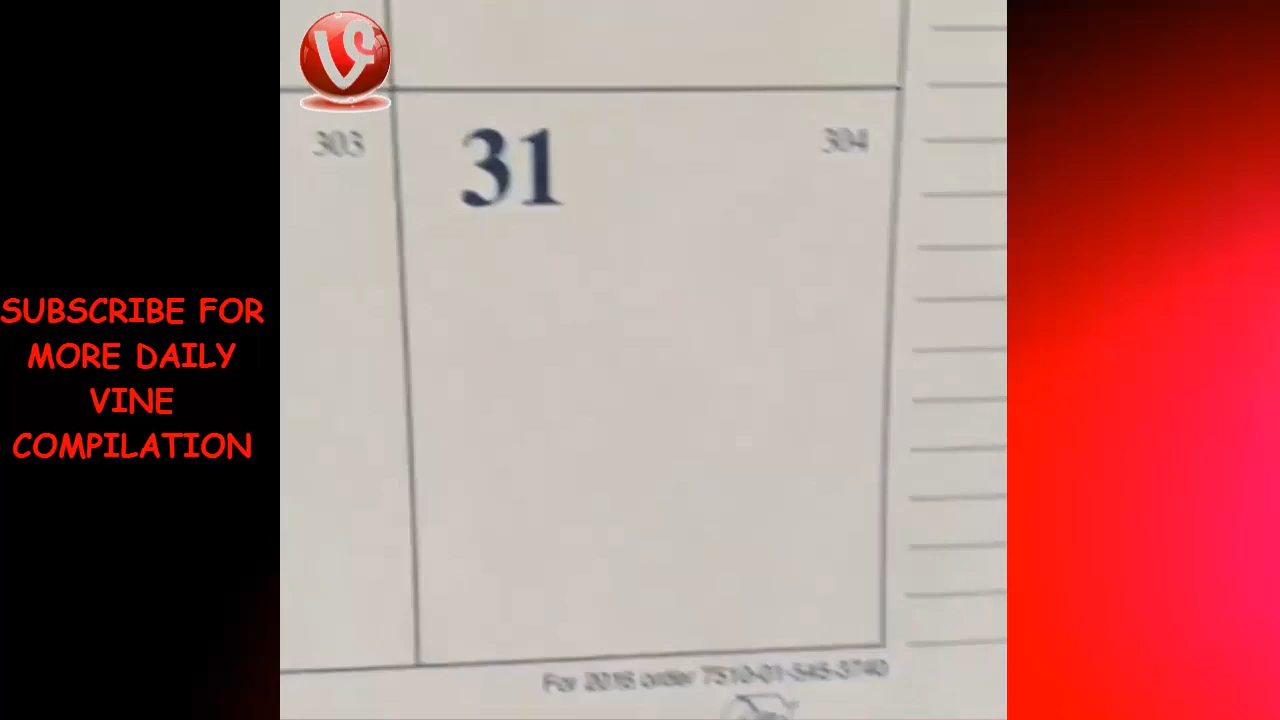 303
31
304
For 2016 order 7510-01-545-3740
SUBSCRIBE FOR
MORE DAILY
VINE
COMPILATION